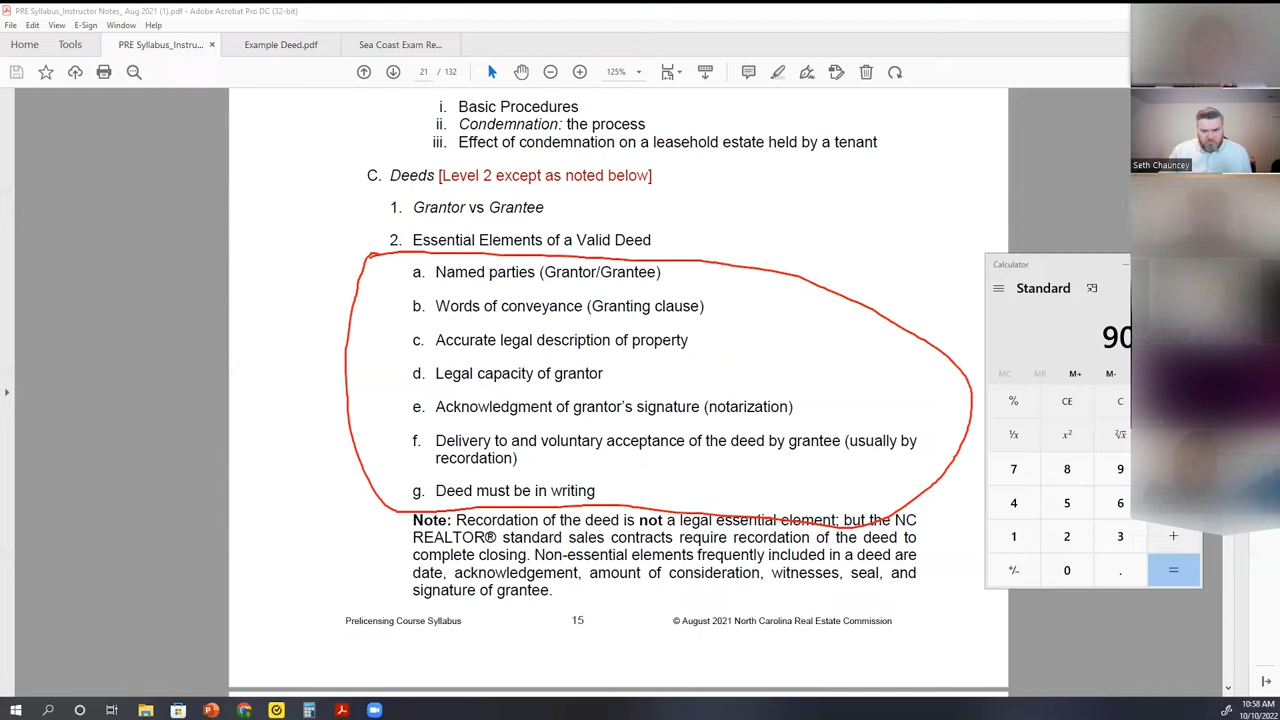 PRE Syllabus_Instructor Notes_ Aug 2021 (1).pdf - Adobe Acrobat Pro DC (32-bit)
File Edit View E-Sign Window Help
Home Tools PRE Syllabus_Instru... × Example Deed.pdf Sea Coast Exam Re...
21 / 132 125%
i. Basic Procedures
ii. Condemnation: the process
iii. Effect of condemnation on a leasehold estate held by a tenant
Seth Chauncey
C. Deeds [Level 2 except as noted below]
1. Grantor vs Grantee
2. Essential Elements of a Valid Deed
a. Named parties (Grantor/Grantee)
b. Words of conveyance (Granting clause)
c. Accurate legal description of property
d. Legal capacity of grantor
e. Acknowledgment of grantor's signature (notarization)
f. Delivery to and voluntary acceptance of the deed by grantee (usually by
recordation)
g. Deed must be in writing
Note: Recordation of the deed is not a legal essential element; but the NC
REALTOR® standard sales contracts require recordation of the deed to
complete closing. Non-essential elements frequently included in a deed are
date, acknowledgement, amount of consideration, witnesses, seal, and
signature of grantee.
Prelicensing Course Syllabus 15 © August 2021 North Carolina Real Estate Commission
Calculator
Standard
90
MC MR M+ M-
% CE C
⅟x x² ²√x
7 8 9
4 5 6
1 2 3 +
+/- 0 . =
10:58 AM
10/10/2022